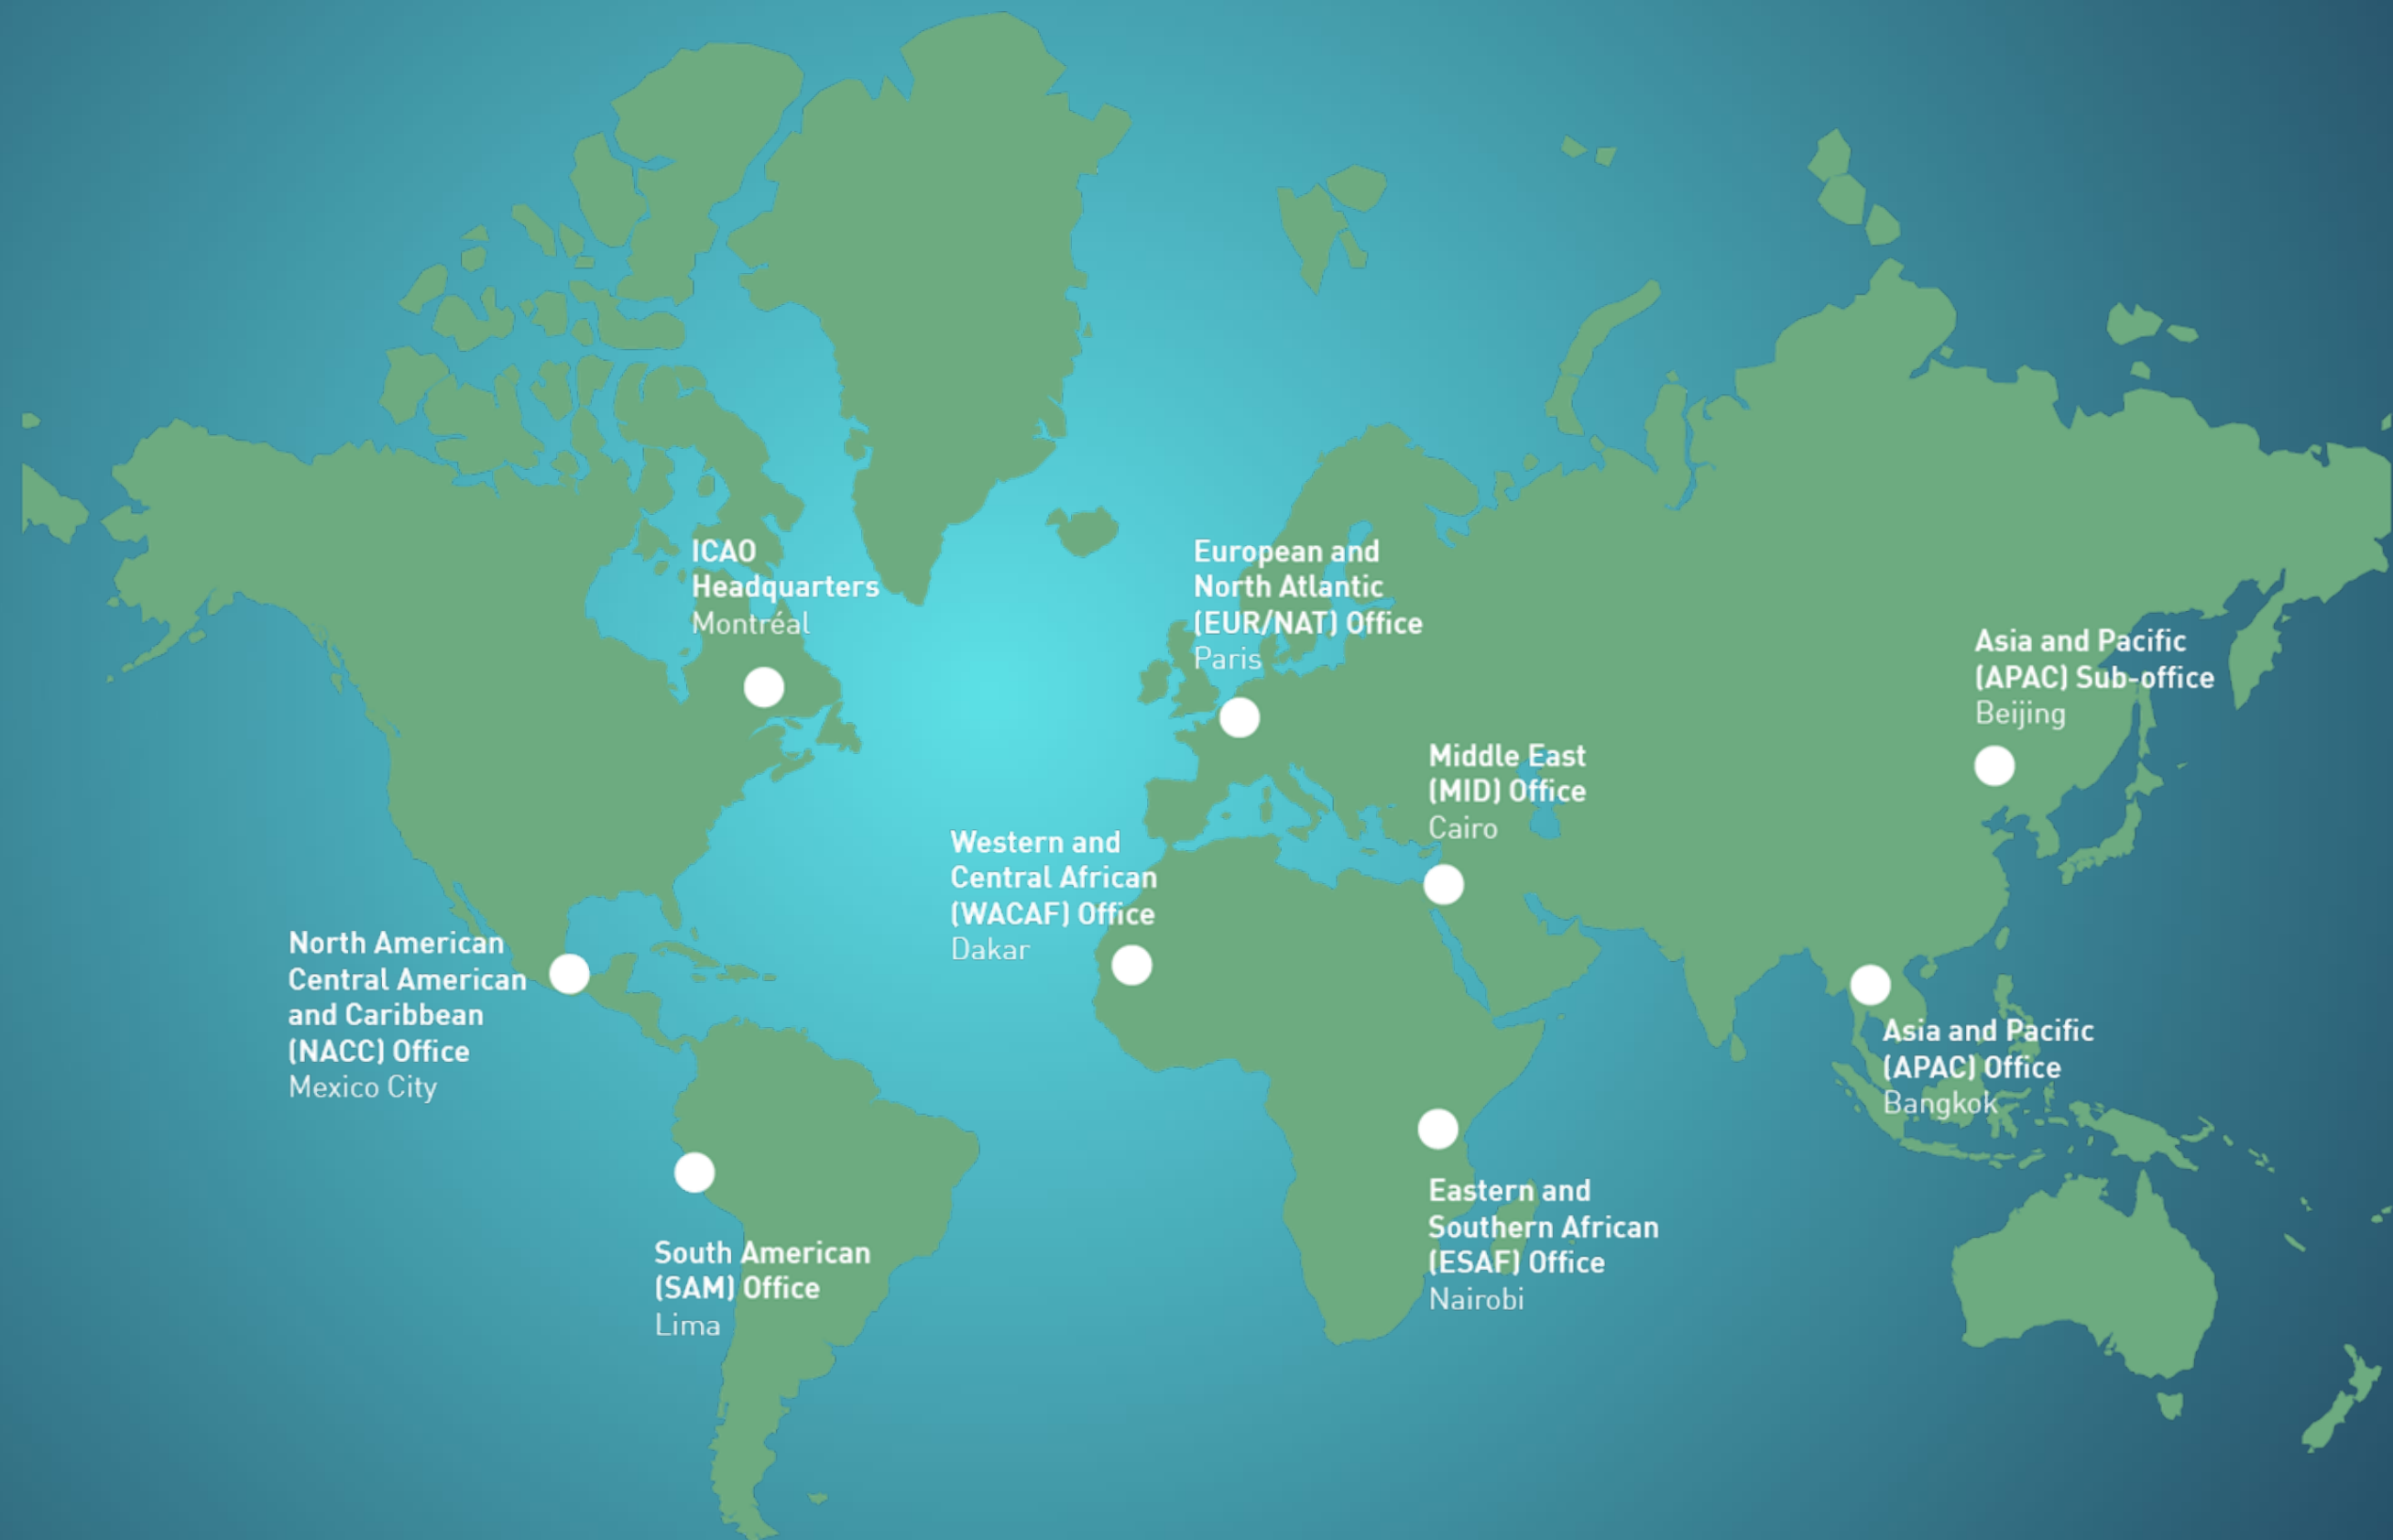 ICAO
Headquarters
Montréal
European and
North Atlantic
(EUR/NAT) Office
Paris
Asia and Pacific
(APAC) Sub-office
Beijing
Middle East
(MID) Office
Cairo
Western and
Central African
(WACAF) Office
Dakar
North American
Central American
and Caribbean
(NACC) Office
Mexico City
Asia and Pacific
(APAC) Office
Bangkok
Eastern and
Southern African
(ESAF) Office
Nairobi
South American
(SAM) Office
Lima